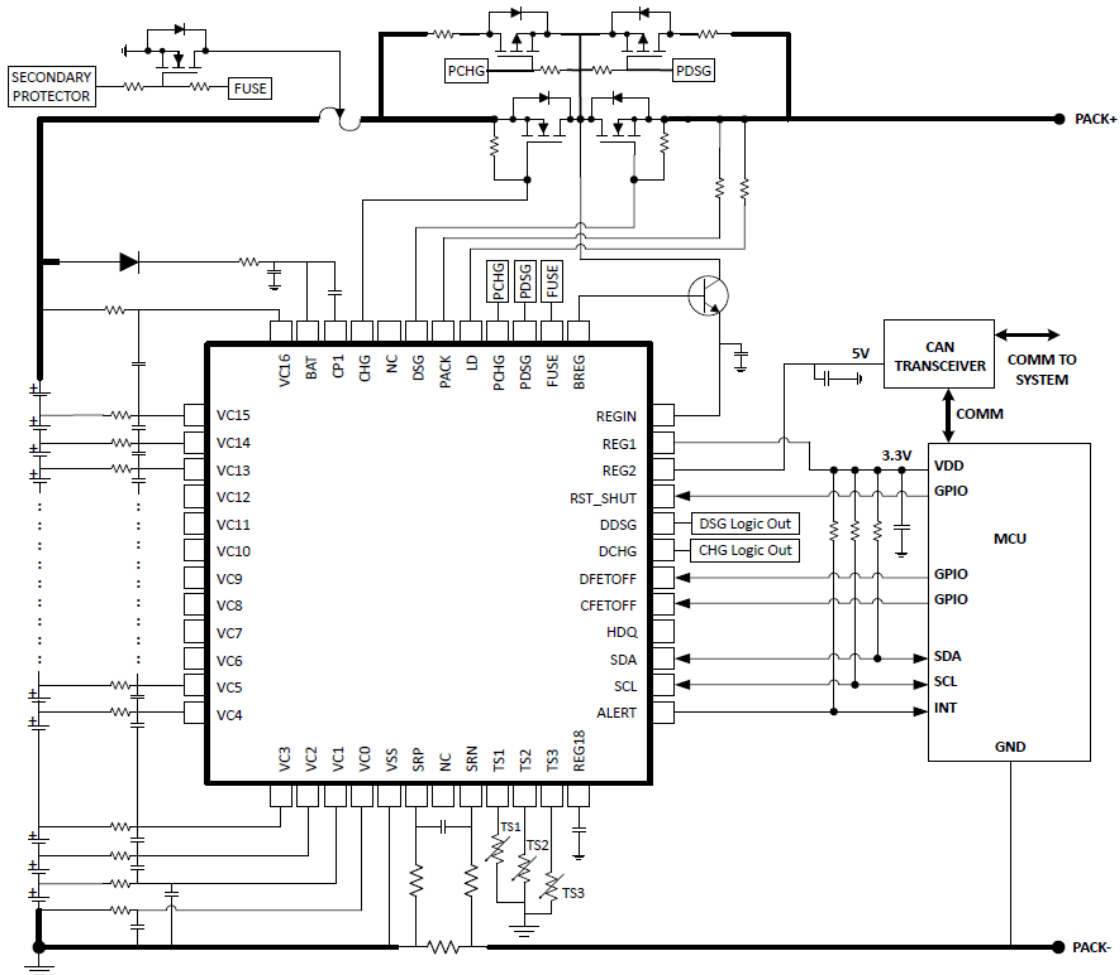 PCHG
PDSG
SECONDARY
PROTECTOR
FUSE
PACK+
PCHG
PDSG
FUSE
VC16
BAT
CP1
CHG
NC
DSG
PACK
LD
PCHG
PDSG
FUSE
BREG
5V
CAN
TRANSCEIVER
COMM TO
SYSTEM
COMM
VC15
VC14
VC13
VC12
VC11
VC10
VC9
VC8
VC7
VC6
VC5
VC4
REGIN
REG1
REG2
RST_SHUT
DDSG
DCHG
DFETOFF
CFETOFF
HDQ
SDA
SCL
ALERT
DSG Logic Out
CHG Logic Out
3.3V
VDD
GPIO
MCU
GPIO
GPIO
SDA
SCL
INT
GND
VC3
VC2
VC1
VC0
VSS
SRP
NC
SRN
TS1
TS2
TS3
REG18
TS1
TS2
TS3
PACK-